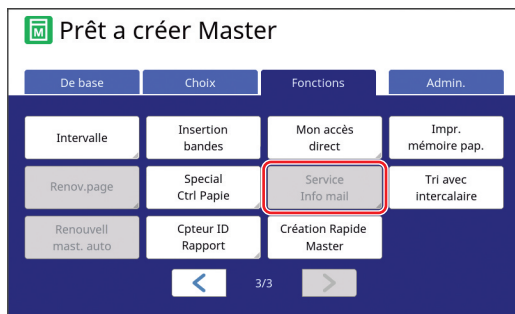 M
Prêt a créer Master
De base
Choix
Fonctions
Admin.
Intervalle
Insertion
bandes
Mon accès
direct
Impr.
mémoire pap.
Renov.page
Special
Ctrl Papie
Service
Info mail
Tri avec
intercalaire
Renouvell
mast. auto
Cpteur ID
Rapport
Création Rapide
Master
3/3